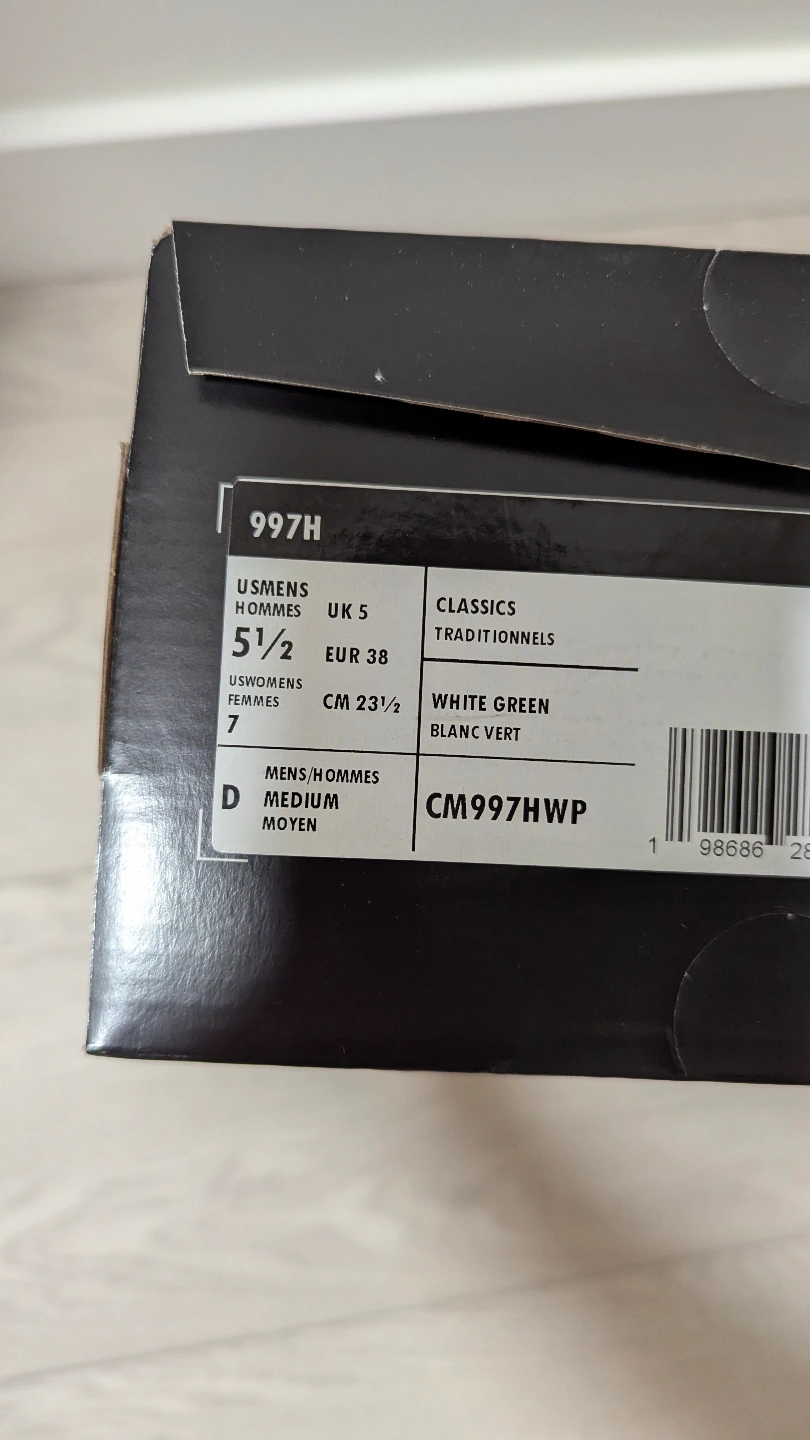 997H
USMENS
HOMMES
5½
USWOMENS
FEMMES
7
UK 5
EUR 38
CM 23½
CLASSICS
TRADITIONNELS
WHITE GREEN
BLANC VERT
D
MENS/HOMMES
MEDIUM
MOYEN
CM997HWP
1 98686 28